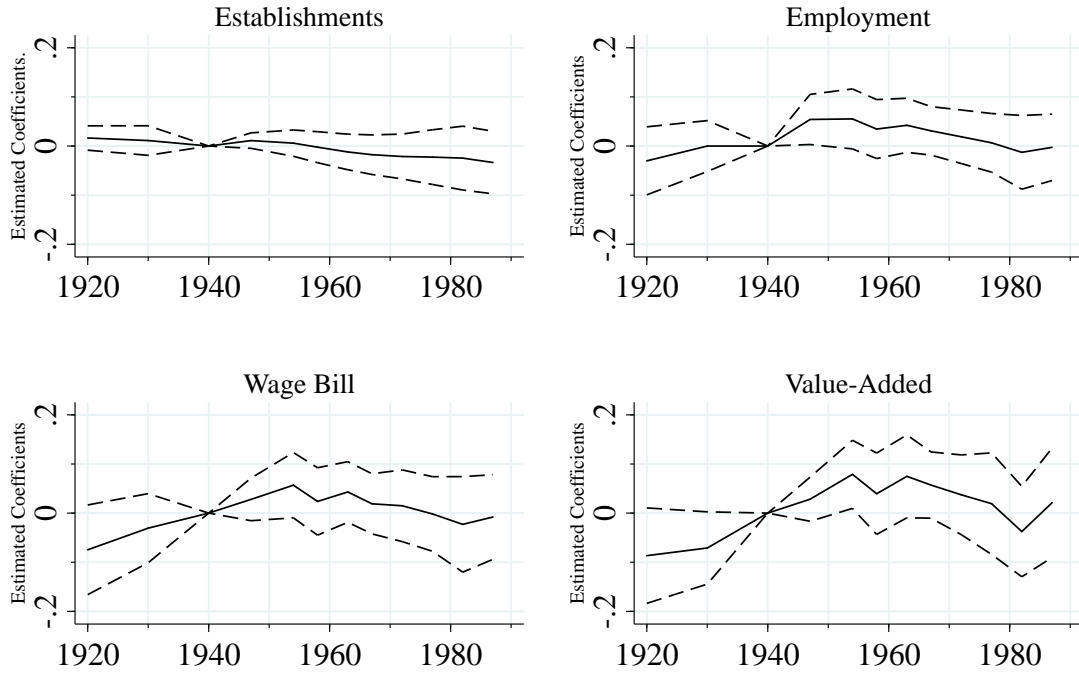 Establishments
Estimated Coefficients.
.2
0
-.2
1920 1940 1960 1980
Employment
Estimated Coefficients
.2
0
-.2
1920 1940 1960 1980
Wage Bill
Estimated Coefficients
.2
0
-.2
1920 1940 1960 1980
Value-Added
Estimated Coefficients
.2
0
-.2
1920 1940 1960 1980